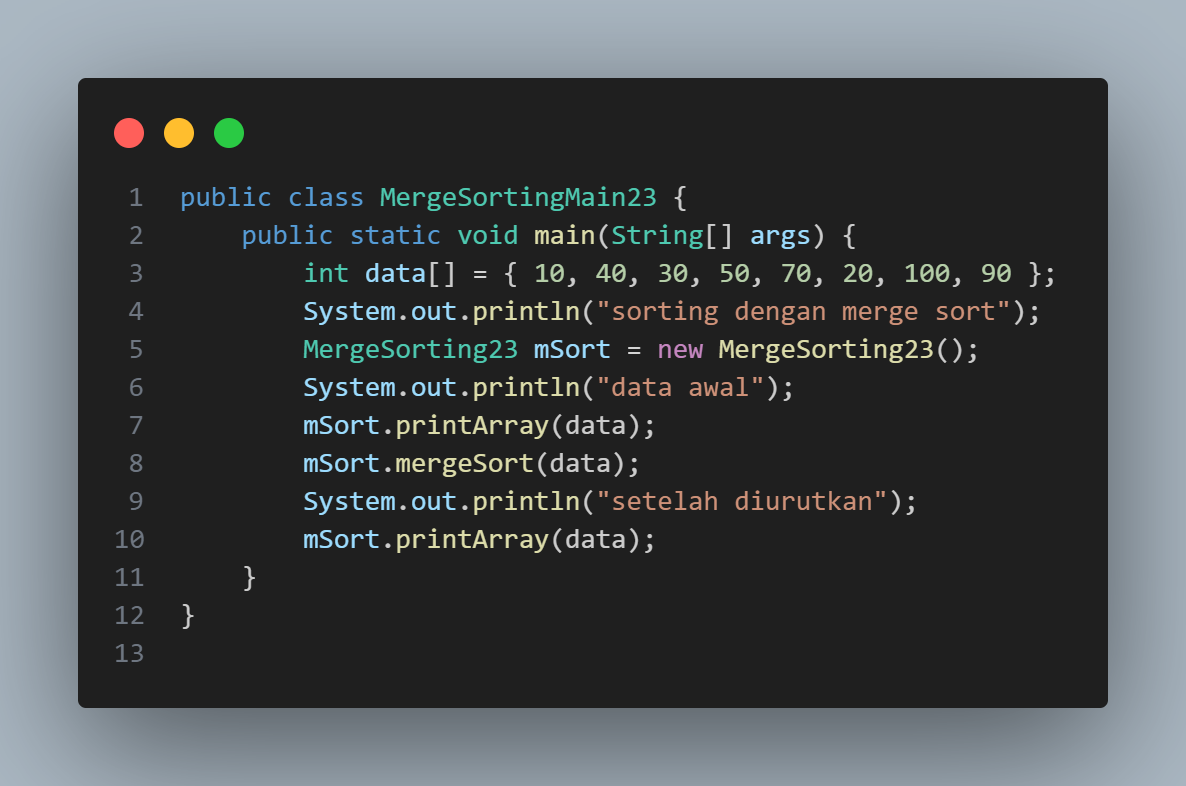 1 public class MergeSortingMain23 {
2     public static void main(String[] args) {
3         int data[] = { 10, 40, 30, 50, 70, 20, 100, 90 };
4         System.out.println("sorting dengan merge sort");
5         MergeSorting23 mSort = new MergeSorting23();
6         System.out.println("data awal");
7         mSort.printArray(data);
8         mSort.mergeSort(data);
9         System.out.println("setelah diurutkan");
10         mSort.printArray(data);
11     }
12 }
13